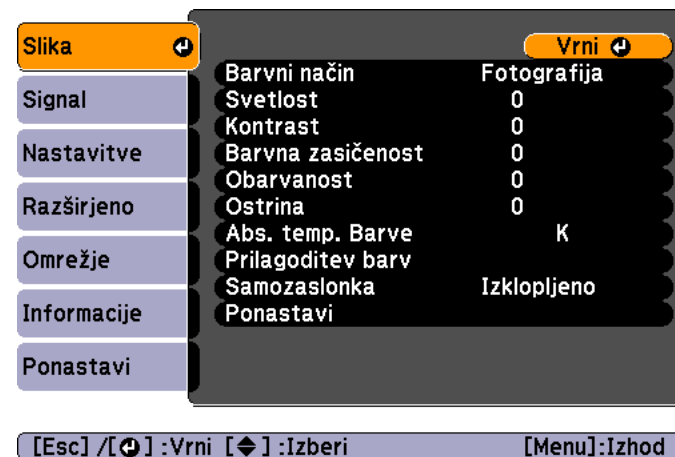 Slika
Signal
Nastavitve
Razširjeno
Omrežje
Informacije
Ponastavi
Vrni
Barvni način Fotografija
Svetlost 0
Kontrast 0
Barvna zasičenost 0
Obarvanost 0
Ostrina 0
Abs. temp. Barve K
Prilagoditev barv
Samozaslonka Izklopljeno
Ponastavi
[Esc] /[⏎] :Vrni [◆] :Izberi [Menu]:Izhod